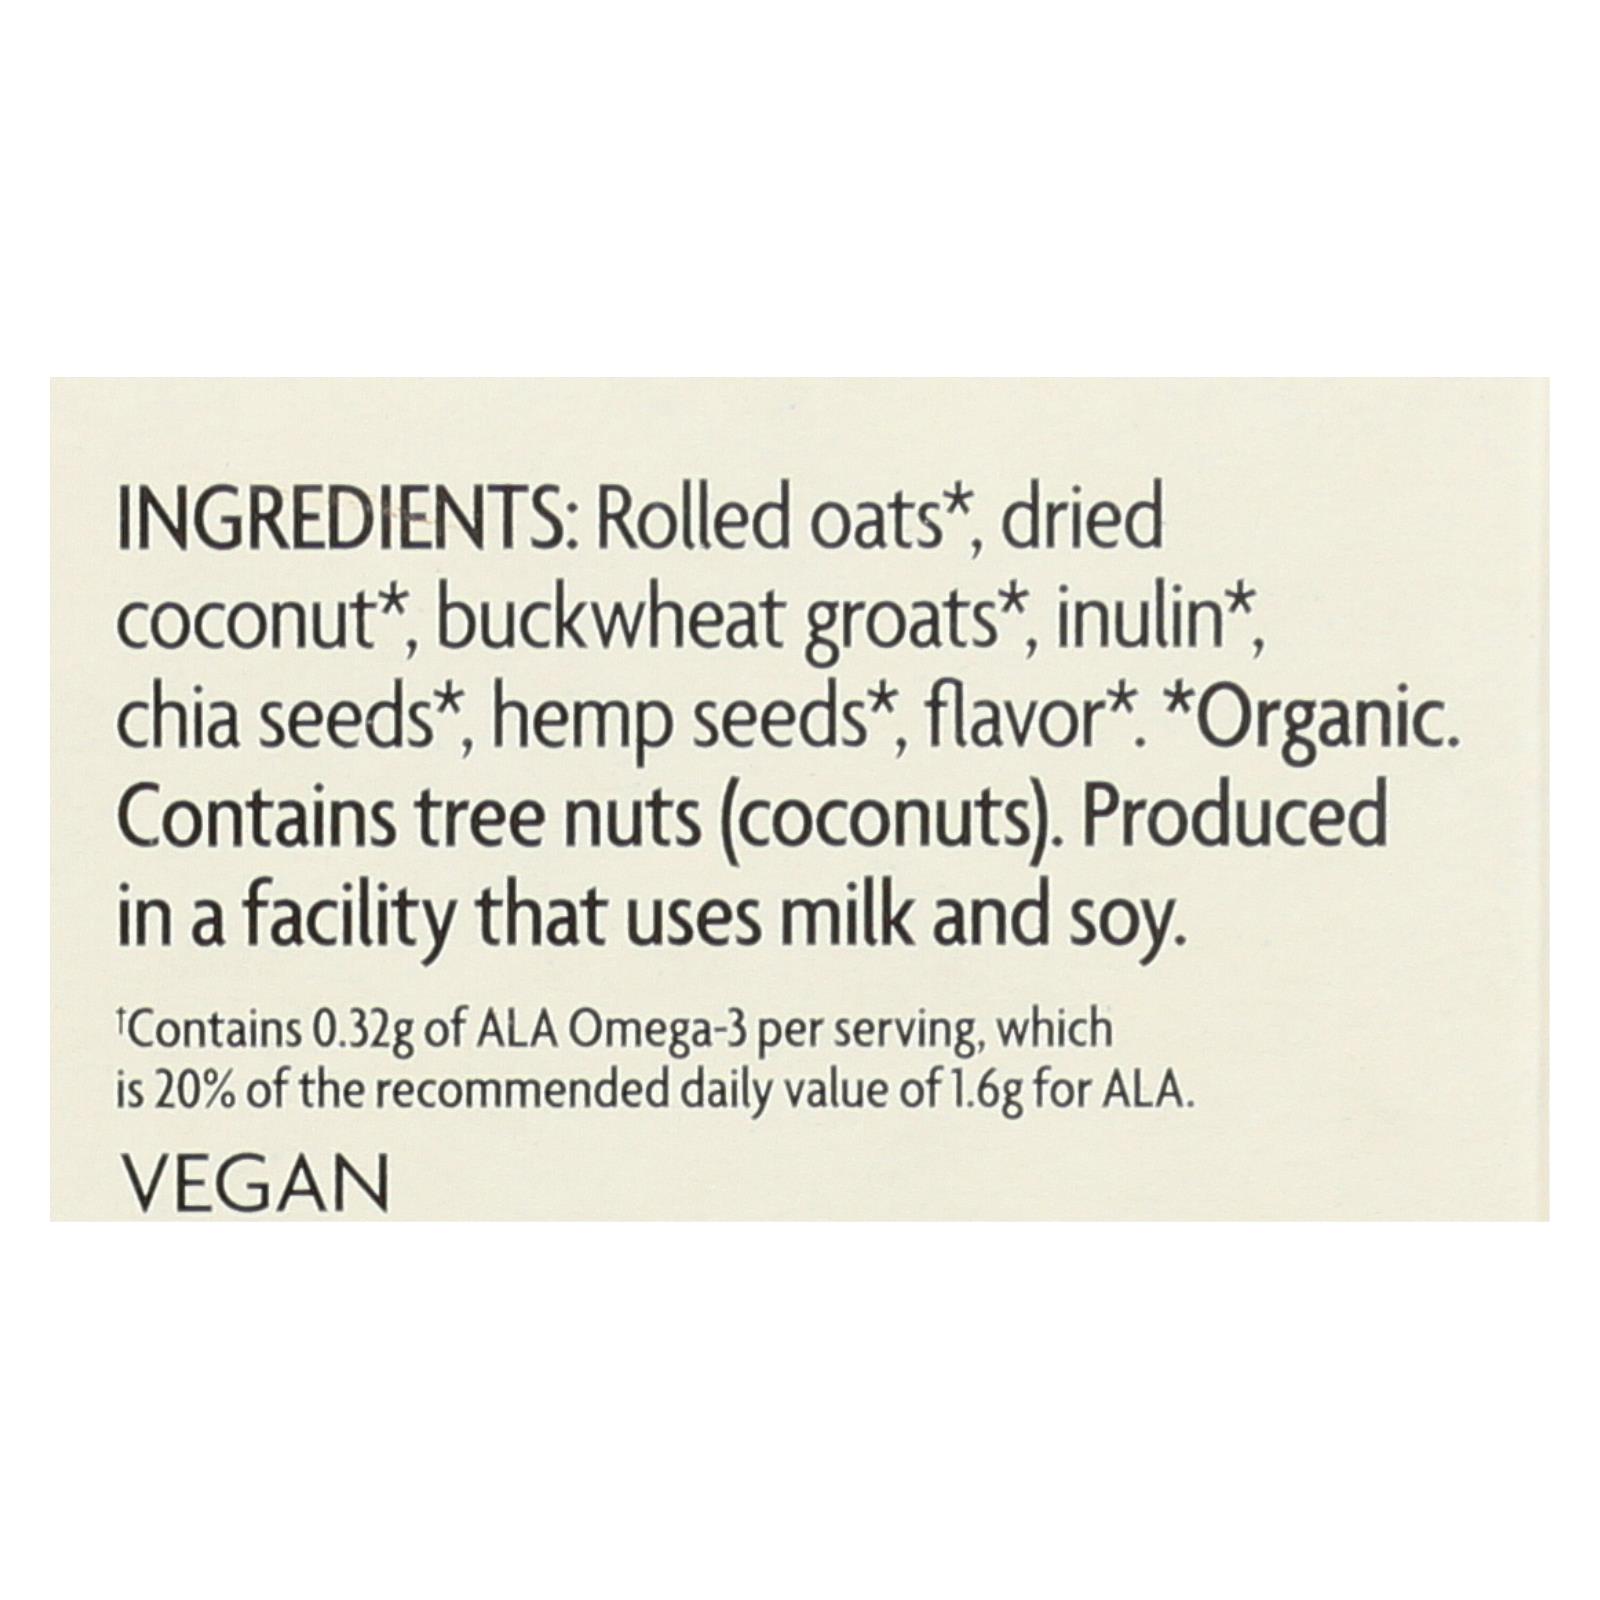 INGREDIENTS: Rolled oats*, dried
coconut*, buckwheat groats*, inulin*,
chia seeds*, hemp seeds*, flavor*. *Organic.
Contains tree nuts (coconuts). Produced
in a facility that uses milk and soy.
†Contains 0.32g of ALA Omega-3 per serving, which
is 20% of the recommended daily value of 1.6g for ALA.
VEGAN